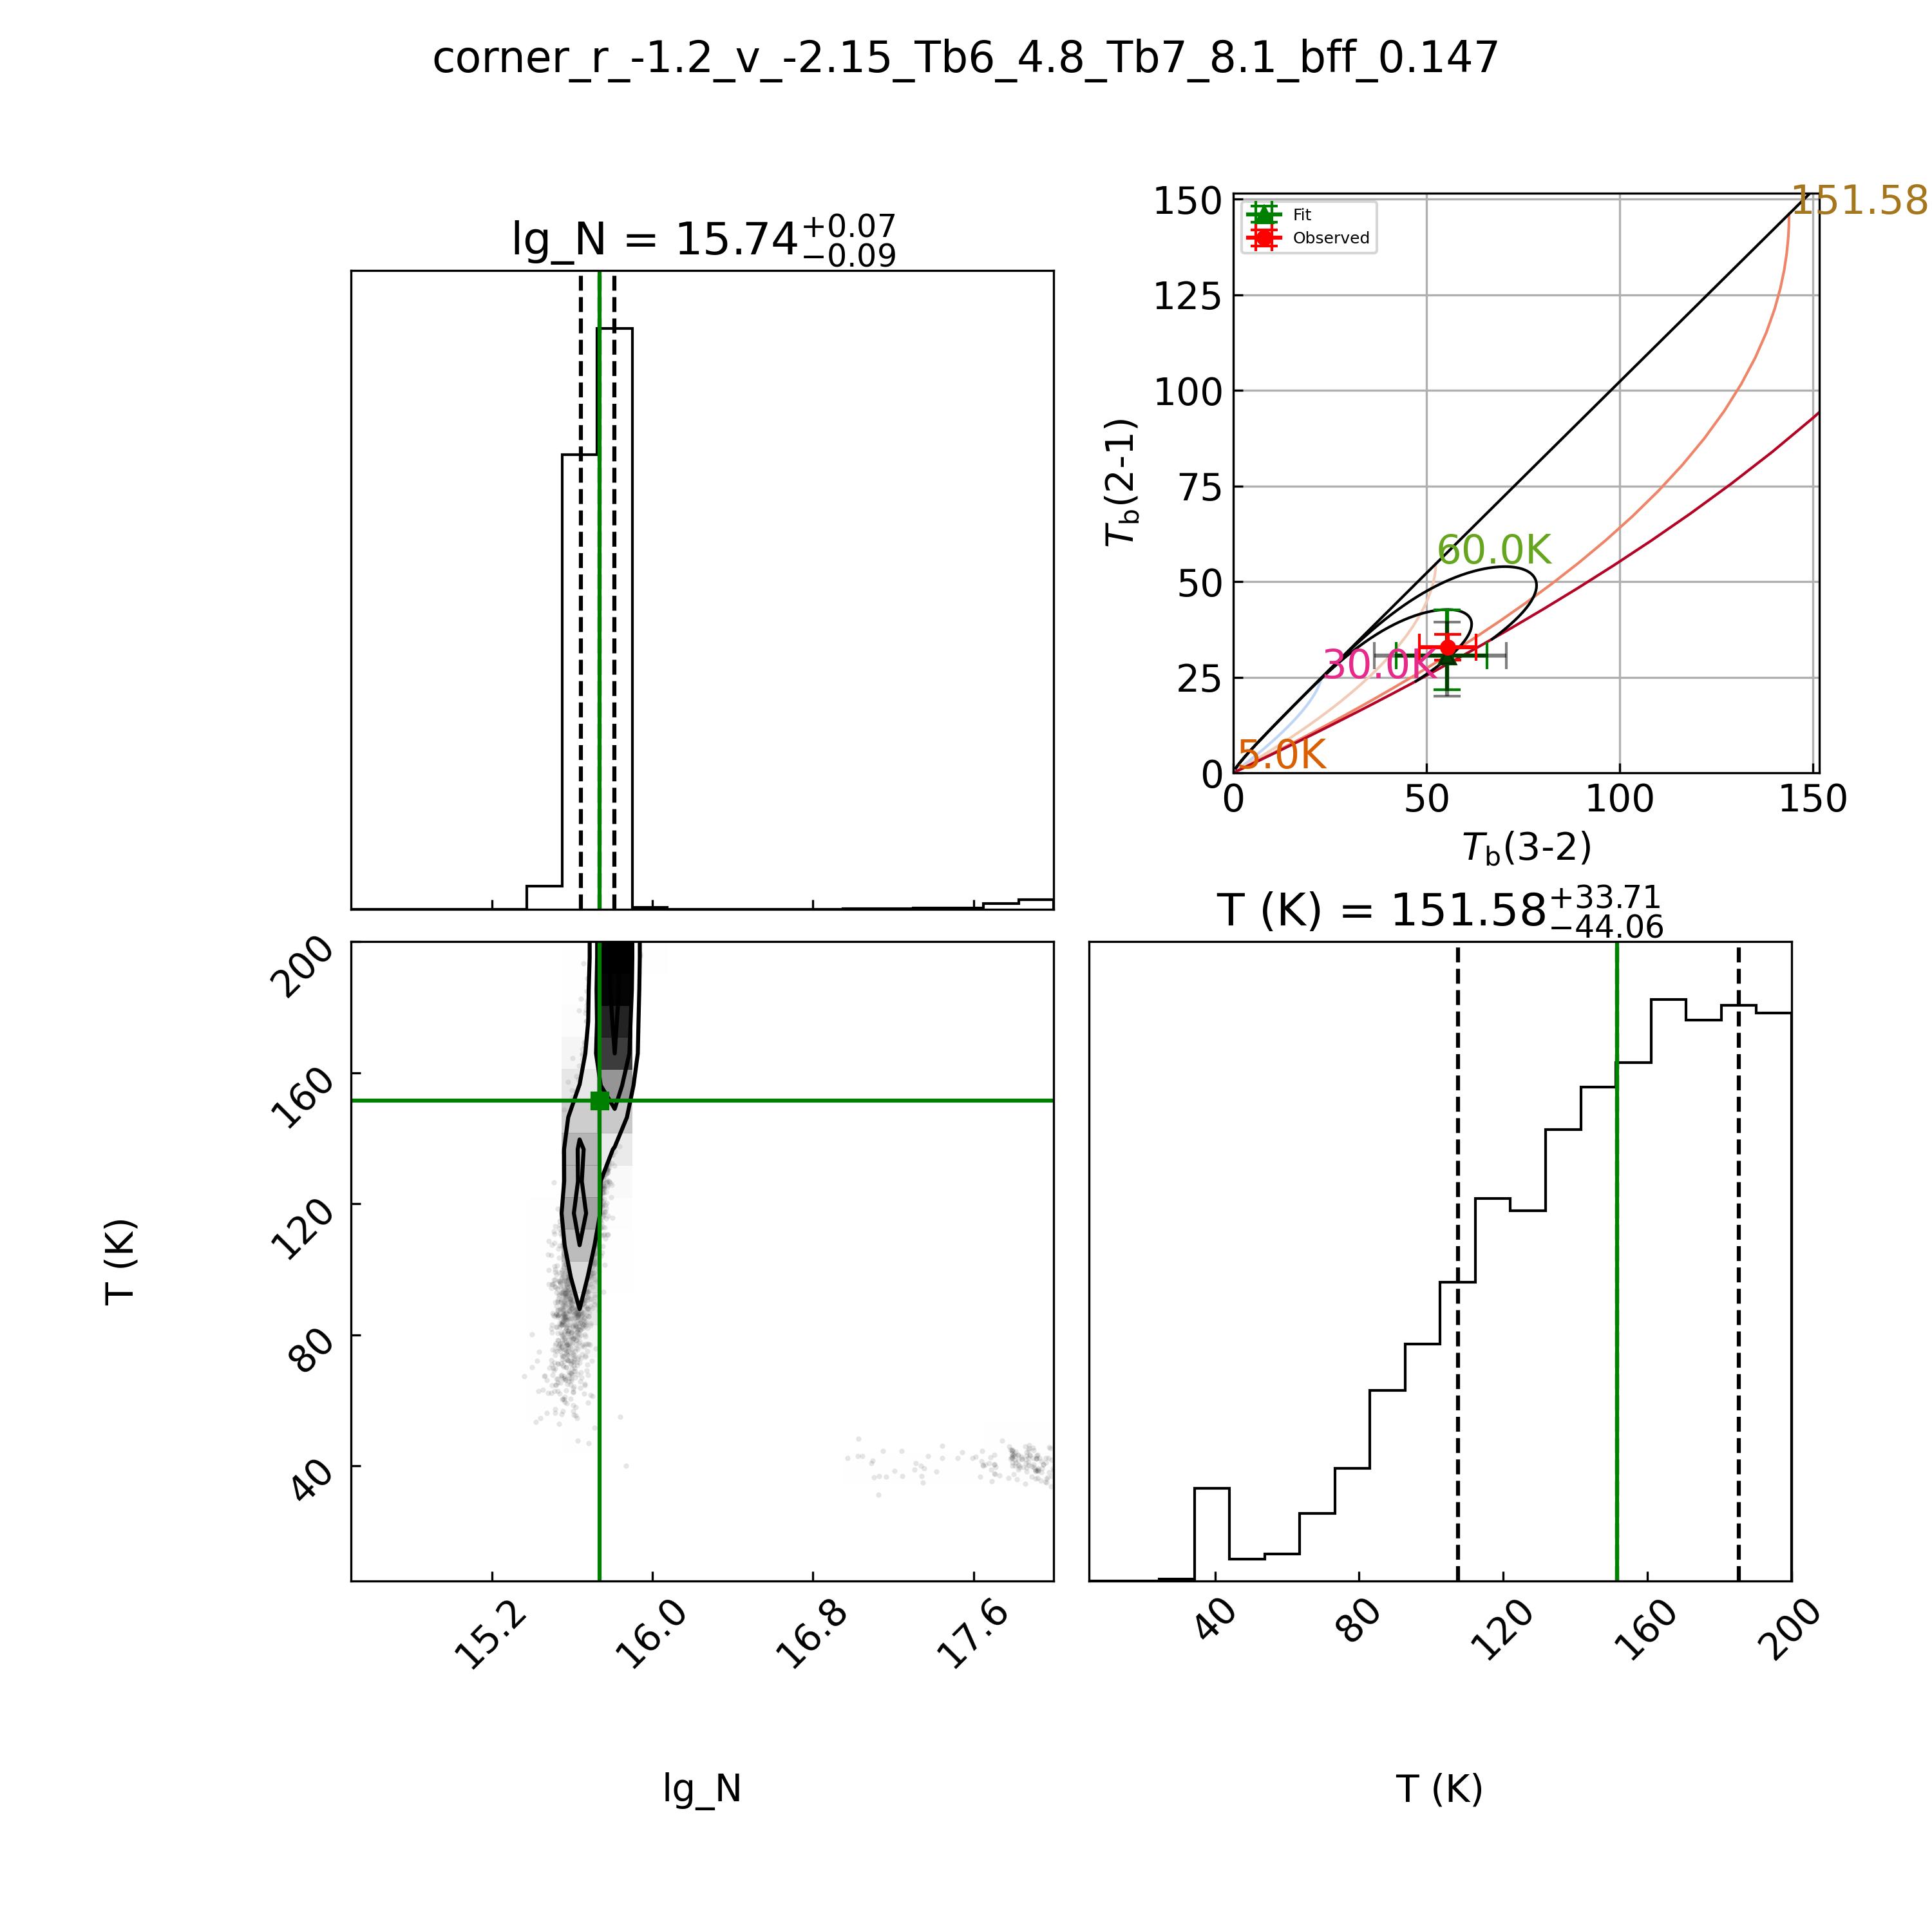 corner_r_-1.2_v_-2.15_Tb6_4.8_Tb7_8.1_bff_0.147
lg_N = 15.74+0.07−0.09
150
125
100
75
50
25
0
Tb(2-1)
Fit
Observed
151.58
60.0K
30.0K
5.0K
0 50 100 150
Tb(3-2)
T (K) = 151.58+33.71−44.06
200
160
120
80
40
T (K)
15.2 16.0 16.8 17.6
lg_N
40 80 120 160 200
T (K)